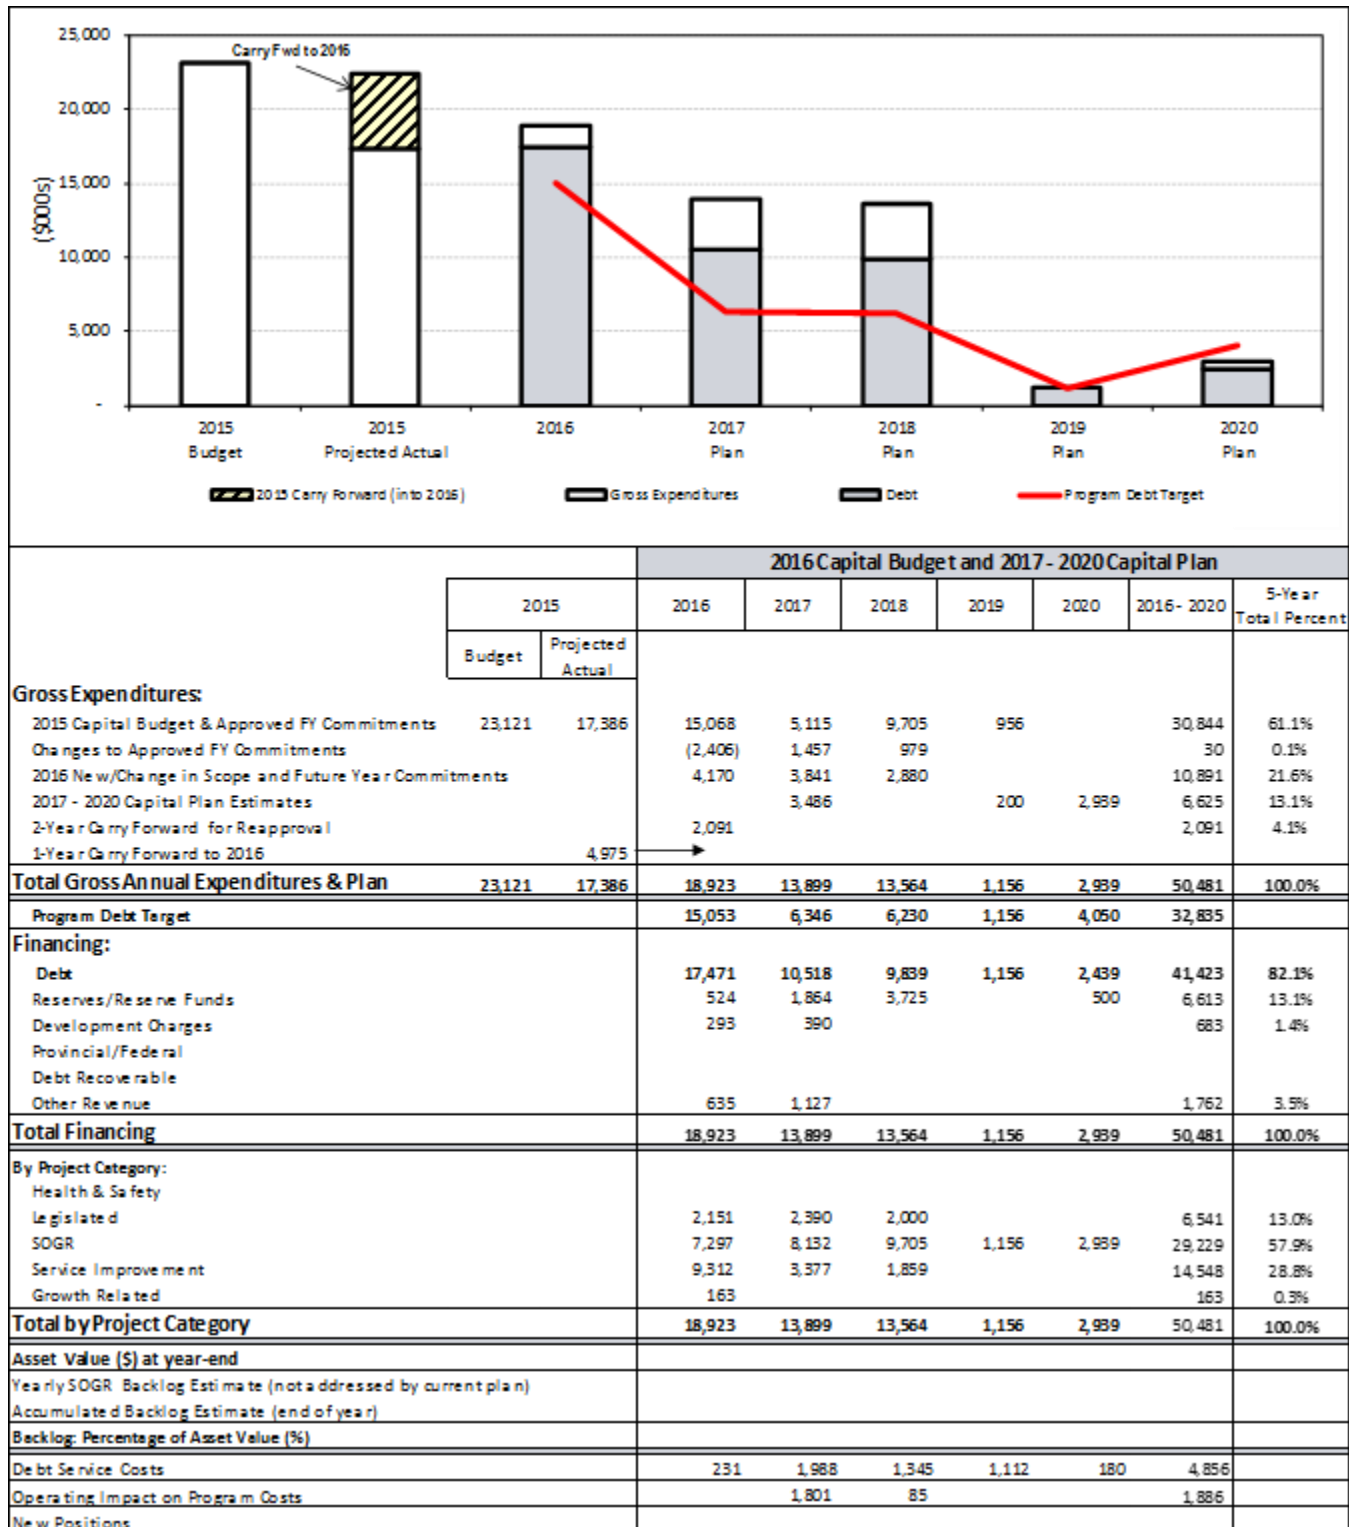 25,000
Carry Fwd to 2016
20,000
15,000
($000s)
10,000
5,000
-
2015 2015 2016 2017 2018 2019 2020
Budget Projected Actual Plan Plan Plan Plan
2015 Carry Forward (into 2016) Gross Expenditures Debt Program Debt Target
2016 Capital Budget and 2017 - 2020 Capital Plan
2015 2016 2017 2018 2019 2020 2016 - 2020 5-Year Total Percent
Budget Projected Actual
Gross Expenditures:
2015 Capital Budget & Approved FY Commitments 23,121 17,386 15,068 5,115 9,705 956 30,844 61.1%
Changes to Approved FY Commitments (2,406) 1,457 979 30 0.1%
2016 New/Change in Scope and Future Year Commitments 4,170 3,841 2,880 10,891 21.6%
2017 - 2020 Capital Plan Estimates 3,486 200 2,939 6,625 13.1%
2-Year Carry Forward for Reapproval 2,091 2,091 4.1%
1-Year Carry Forward to 2016 4,975
Total Gross Annual Expenditures & Plan 23,121 17,386 18,923 13,899 13,564 1,156 2,939 50,481 100.0%
Program Debt Target 15,053 6,346 6,230 1,156 4,050 32,835
Financing:
Debt 17,471 10,518 9,839 1,156 2,439 41,423 82.1%
Reserves/Reserve Funds 524 1,864 3,725 500 6,613 13.1%
Development Charges 293 390 683 1.4%
Provincial/Federal
Debt Recoverable
Other Revenue 635 1,127 1,762 3.5%
Total Financing 18,923 13,899 13,564 1,156 2,939 50,481 100.0%
By Project Category:
Health & Safety
Legislated 2,151 2,390 2,000 6,541 13.0%
SOGR 7,297 8,132 9,705 1,156 2,939 29,229 57.9%
Service Improvement 9,312 3,377 1,859 14,548 28.8%
Growth Related 163 163 0.3%
Total by Project Category 18,923 13,899 13,564 1,156 2,939 50,481 100.0%
Asset Value ($) at year-end
Yearly SOGR Backlog Estimate (not addressed by current plan)
Accumulated Backlog Estimate (end of year)
Backlog: Percentage of Asset Value (%)
Debt Service Costs 231 1,988 1,345 1,112 180 4,856
Operating Impact on Program Costs 1,801 85 1,886
New Positions